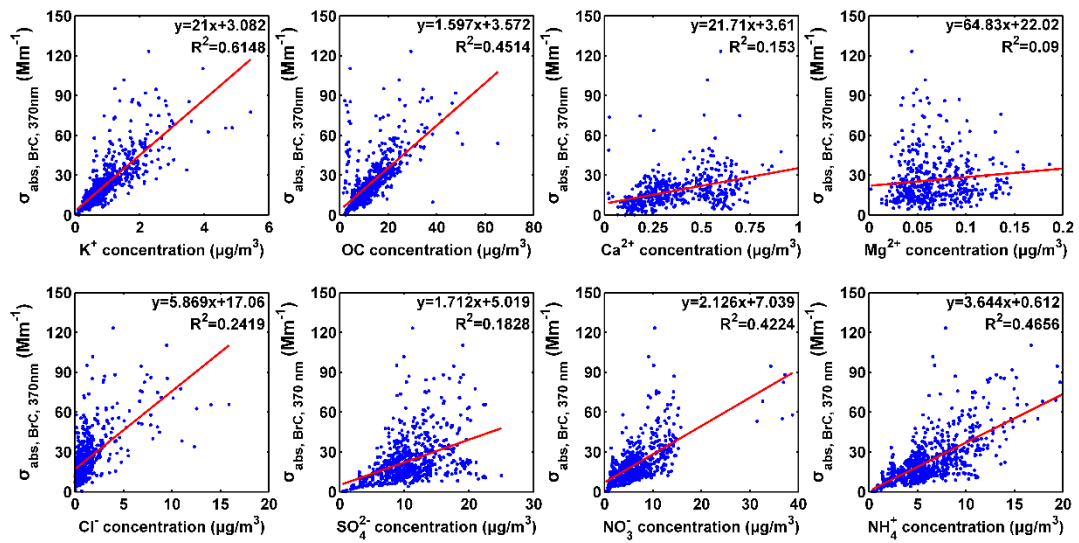 y=21x+3.082
R²=0.6148
σabs, BrC, 370nm (Mm⁻¹)
150
120
90
60
30
0
0 2 4 6
K⁺ concentration (μg/m³)
y=1.597x+3.572
R²=0.4514
σabs, BrC, 370nm (Mm⁻¹)
150
120
90
60
30
0
0 20 40 60 80
OC concentration (μg/m³)
y=21.71x+3.61
R²=0.153
σabs, BrC, 370nm (Mm⁻¹)
150
120
90
60
30
0
0 0.25 0.5 0.75 1
Ca²⁺ concentration (μg/m³)
y=64.83x+22.02
R²=0.09
σabs, BrC, 370nm (Mm⁻¹)
150
120
90
60
30
0
0 0.05 0.1 0.15 0.2
Mg²⁺ concentration (μg/m³)
y=5.869x+17.06
R²=0.2419
σabs, BrC, 370nm (Mm⁻¹)
150
120
90
60
30
0
0 5 10 15 20
Cl⁻ concentration (μg/m³)
y=1.712x+5.019
R²=0.1828
σabs, BrC, 370 nm (Mm⁻¹)
150
120
90
60
30
0
0 10 20 30
SO₄²⁻ concentration (μg/m³)
y=2.126x+7.039
R²=0.4224
σabs, BrC, 370 nm (Mm⁻¹)
150
120
90
60
30
0
0 10 20 30 40
NO₃⁻ concentration (μg/m³)
y=3.644x+0.612
R²=0.4656
σabs, BrC, 370 nm (Mm⁻¹)
150
120
90
60
30
0
0 5 10 15 20
NH₄⁺ concentration (μg/m³)